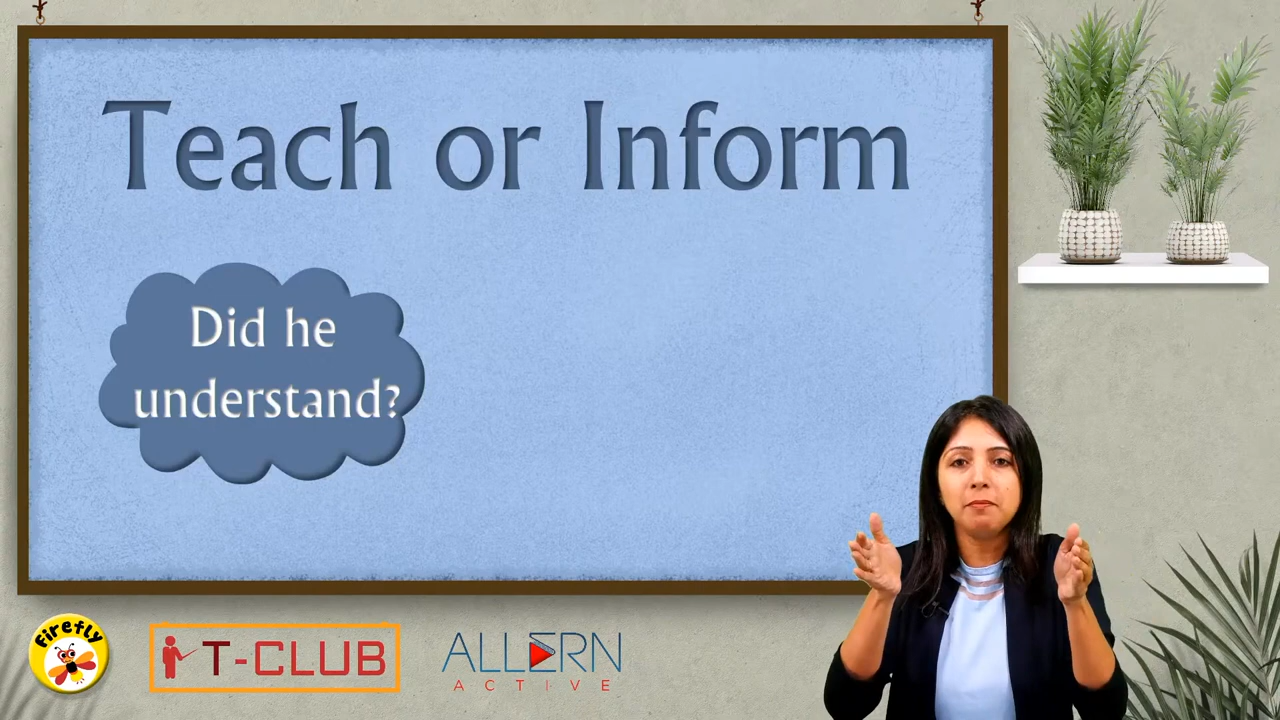 Teach or Inform
Did he
understand?
firefly
T-CLUB
ALLERN
ACTIVE